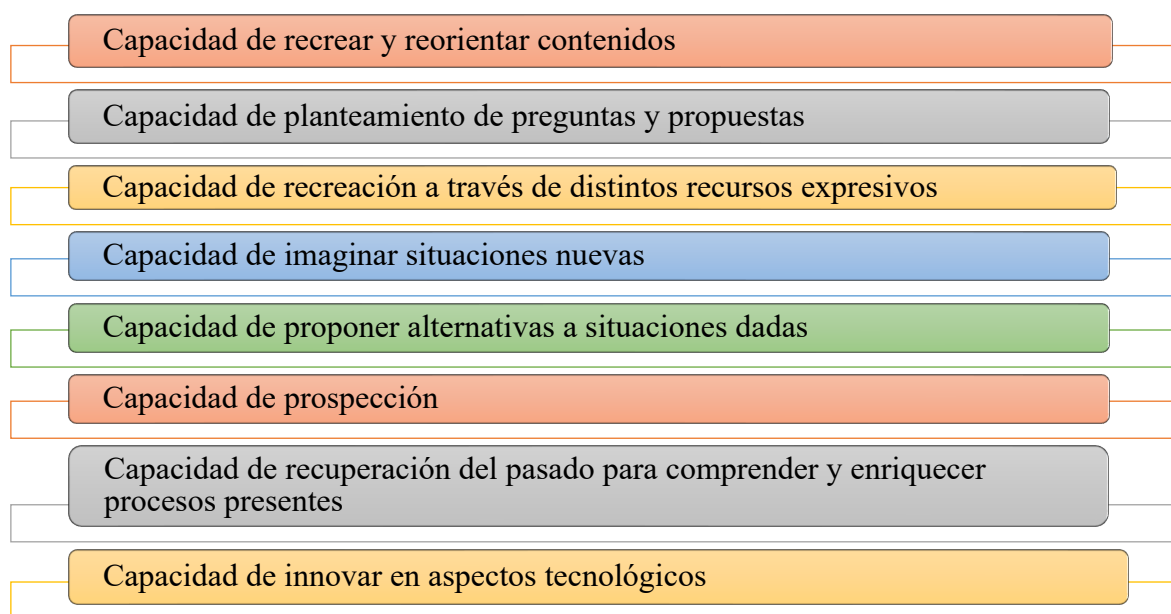 Capacidad de recrear y reorientar contenidos
Capacidad de planteamiento de preguntas y propuestas
Capacidad de recreación a través de distintos recursos expresivos
Capacidad de imaginar situaciones nuevas
Capacidad de proponer alternativas a situaciones dadas
Capacidad de prospección
Capacidad de recuperación del pasado para comprender y enriquecer
procesos presentes
Capacidad de innovar en aspectos tecnológicos